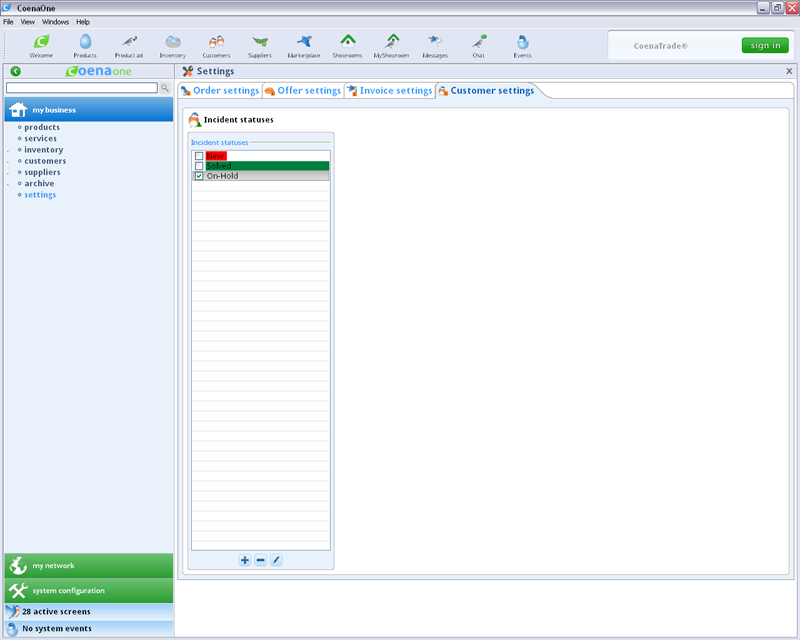 CoenaOne
File View Windows Help
Welcome Products Product ad Inventory Customers Suppliers Marketplace Showrooms MyShowroom Messages Chat Events
CoenaTrade®
sign in
Coenaone
Settings
x
Order settings Offer settings Invoice settings Customer settings
my business
products
services
inventory
customers
suppliers
archive
settings
Incident statuses
Incident statuses
New
Solved
On-Hold
my network
system configuration
28 active screens
No system events